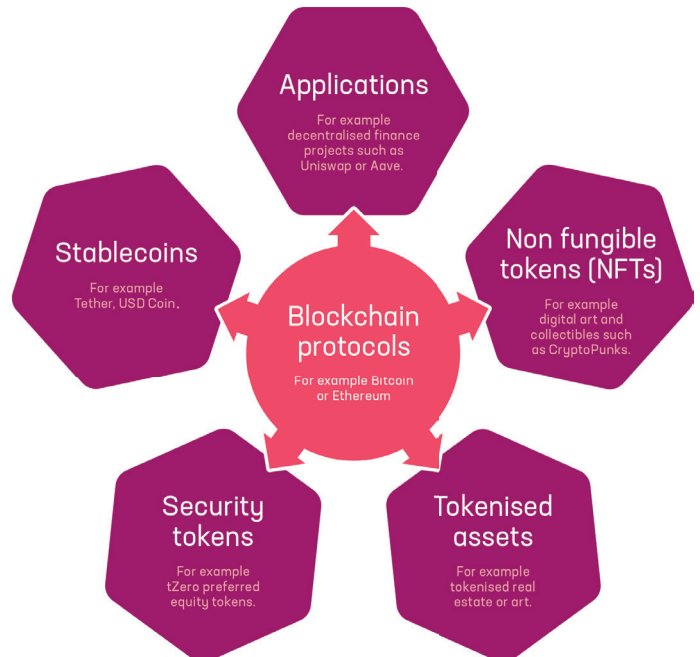 Applications
For example
decentralised finance
projects such as
Uniswap or Aave.
Stablecoins
For example
Tether, USD Coin.
Non fungible
tokens (NFTs)
For example
digital art and
collectibles such
as CryptoPunks.
Blockchain
protocols
For example Bitcoin
or Ethereum
Security
tokens
For example
tZero preferred
equity tokens.
Tokenised
assets
For example
tokenised real
estate or art.